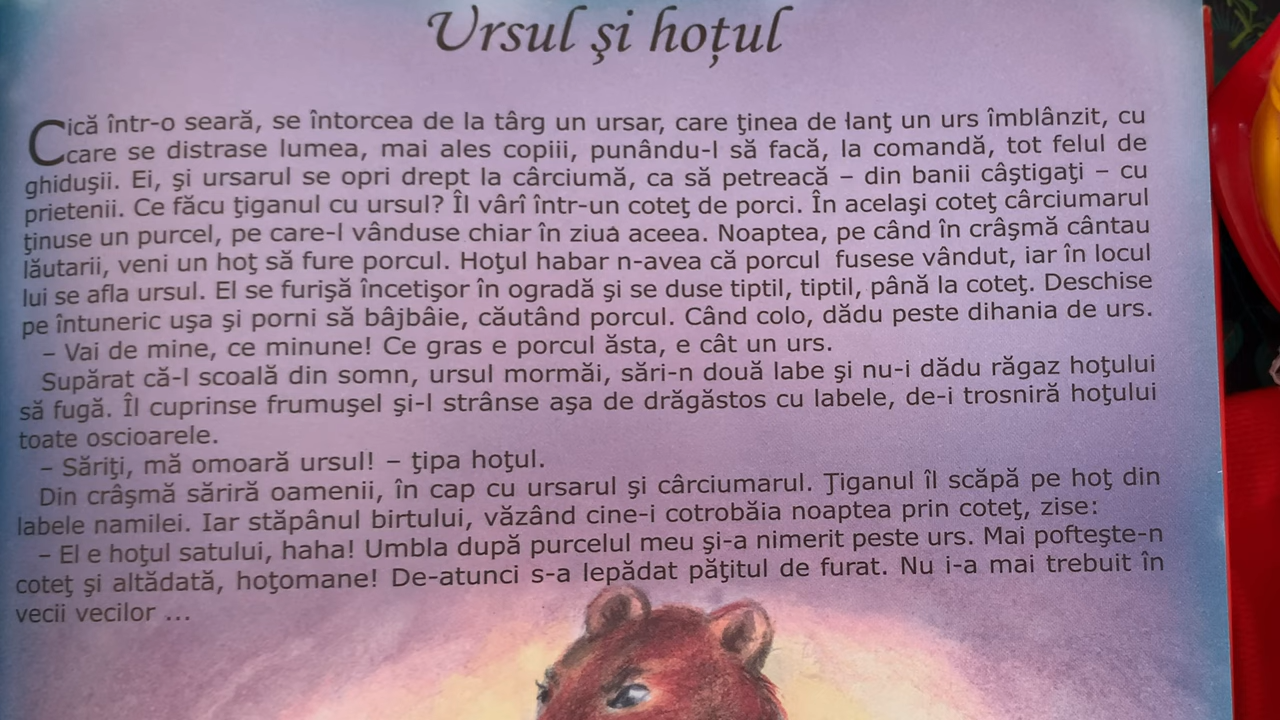 Ursul şi hoţul
Cică într-o seară, se întorcea de la târg un ursar, care ţinea de lanţ un urs îmblânzit, cu
care se distrase lumea, mai ales copiii, punându-l să facă, la comandă, tot felul de
ghiduşii. Ei, şi ursarul se opri drept la cârciumă, ca să petreacă – din banii câştigaţi – cu
prietenii. Ce făcu ţiganul cu ursul? Îl vârî într-un coteţ de porci. În acelaşi coteţ cârciumarul
ţinuse un purcel, pe care-l vânduse chiar în ziua aceea. Noaptea, pe când în crâşmă cântau
lăutarii, veni un hoţ să fure porcul. Hoţul habar n-avea că porcul fusese vândut, iar în locul
lui se afla ursul. El se furişă încetişor în ogradă şi se duse tiptil, tiptil, până la coteţ. Deschise
pe întuneric uşa şi porni să bâjbâie, căutând porcul. Când colo, dădu peste dihania de urs.
– Vai de mine, ce minune! Ce gras e porcul ăsta, e cât un urs.
Supărat că-l scoală din somn, ursul mormăi, sări-n două labe şi nu-i dădu răgaz hoţului
să fugă. Îl cuprinse frumuşel şi-l strânse aşa de drăgăstos cu labele, de-i trosniră hoţului
toate oscioarele.
– Săriţi, mă omoară ursul! – ţipa hoţul.
Din crâşmă săriră oamenii, în cap cu ursarul şi cârciumarul. Ţiganul îl scăpă pe hoţ din
labele namilei. Iar stăpânul birtului, văzând cine-i cotrobăia noaptea prin coteţ, zise:
– El e hoţul satului, haha! Umbla după purcelul meu şi-a nimerit peste urs. Mai pofteşte-n
coteţ şi altădată, hoţomane! De-atunci s-a lepădat păţitul de furat. Nu i-a mai trebuit în
vecii vecilor ...